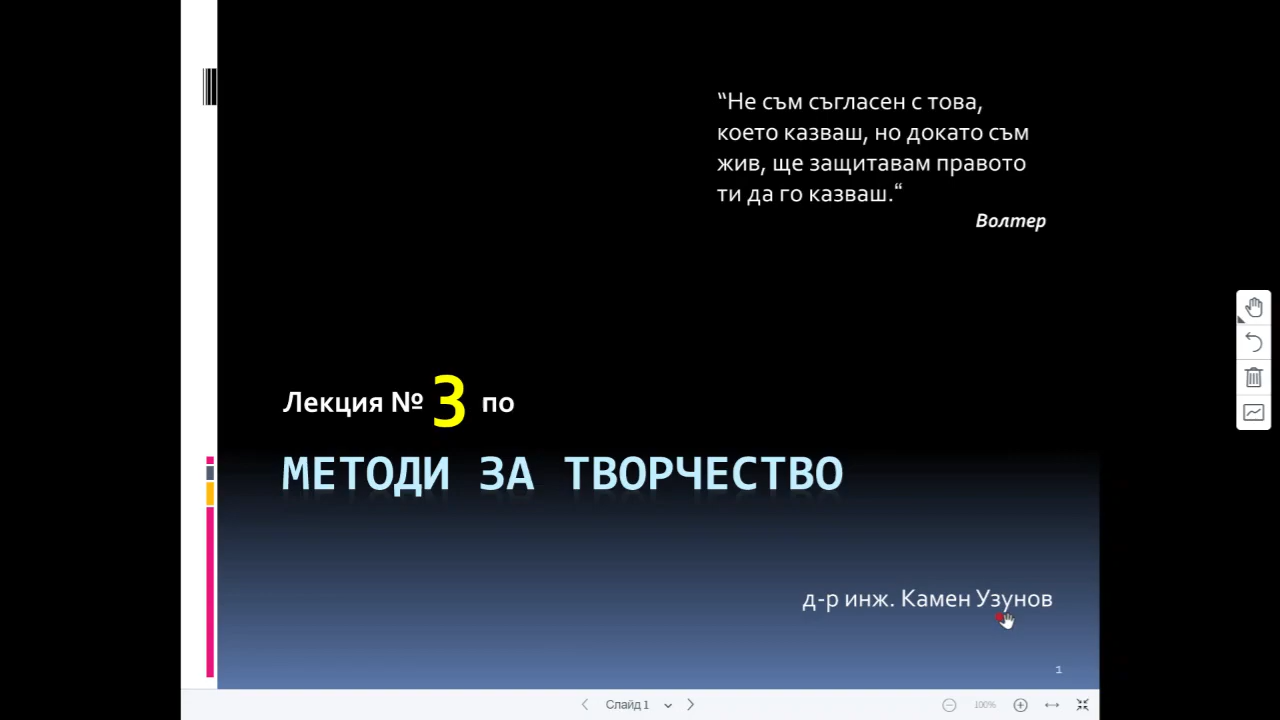 “Не съм съгласен с това,
което казваш, но докато съм
жив, ще защитавам правото
ти да го казваш.“
Волтер
Лекция № 3 по
МЕТОДИ ЗА ТВОРЧЕСТВО
д-р инж. Камен Узунов
1
Слайд 1
100%